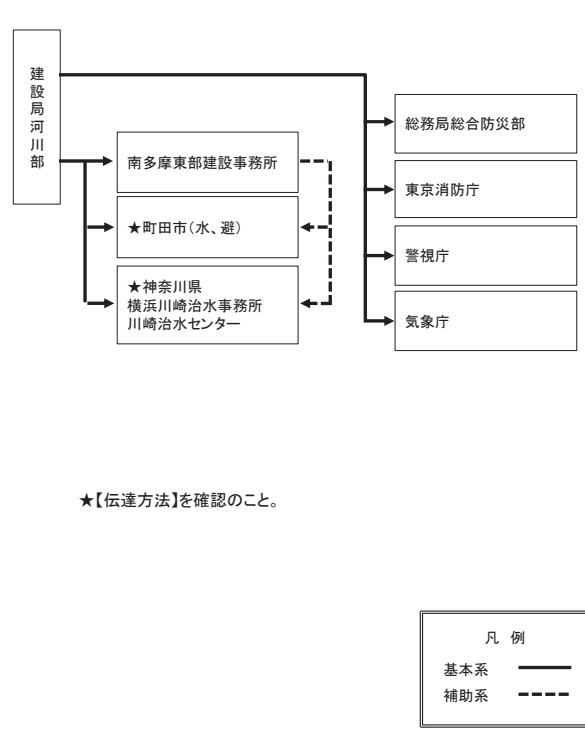 建設局河川部
南多摩東部建設事務所
★町田市(水、避)
★神奈川県
横浜川崎治水事務所
川崎治水センター
総務局総合防災部
東京消防庁
警視庁
気象庁
★【伝達方法】を確認のこと。
凡 例
基本系
補助系